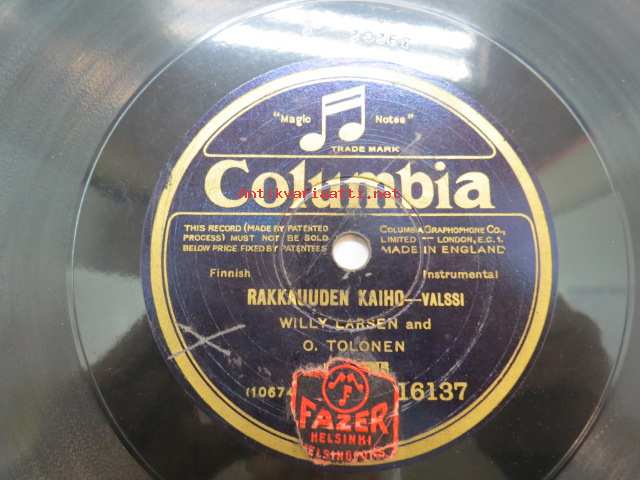 "Magic Notes"
TRADE MARK
Columbia
Antikvariaatti.net
THIS RECORD (MADE BY PATENTED
PROCESS) MUST NOT BE SOLD
BELOW PRICE FIXED BY PATENTEES
COLUMBIA GRAPHOPHONE CO.,
LIMITED LONDON, E.C.1.
MADE IN ENGLAND
Finnish
Instrumental
RAKKAUUDEN KAIHO—VALSSI
WILLY LARSEN and
O. TOLONEN
(10674
16137
FAZER
HELSINKI
HELSINGFORS